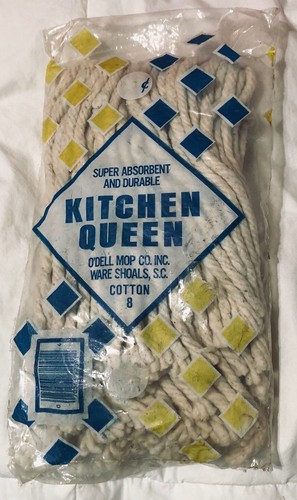 ¢
SUPER ABSORBENT
AND DURABLE
KITCHEN
QUEEN
O'DELL MOP CO. INC.
WARE SHOALS, S.C.
COTTON
8